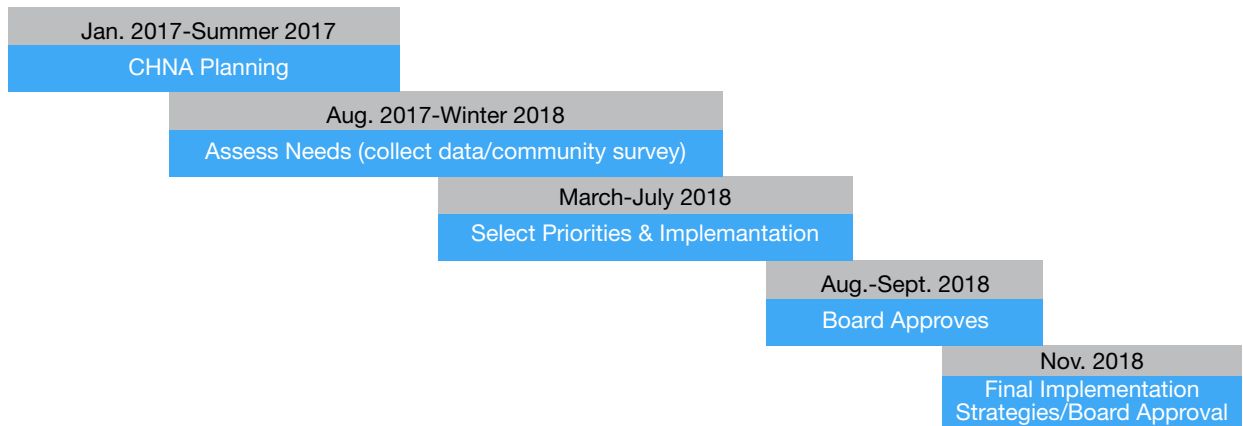 Jan. 2017-Summer 2017
CHNA Planning
Aug. 2017-Winter 2018
Assess Needs (collect data/community survey)
March-July 2018
Select Priorities & Implemantation
Aug.-Sept. 2018
Board Approves
Nov. 2018
Final Implementation
Strategies/Board Approval